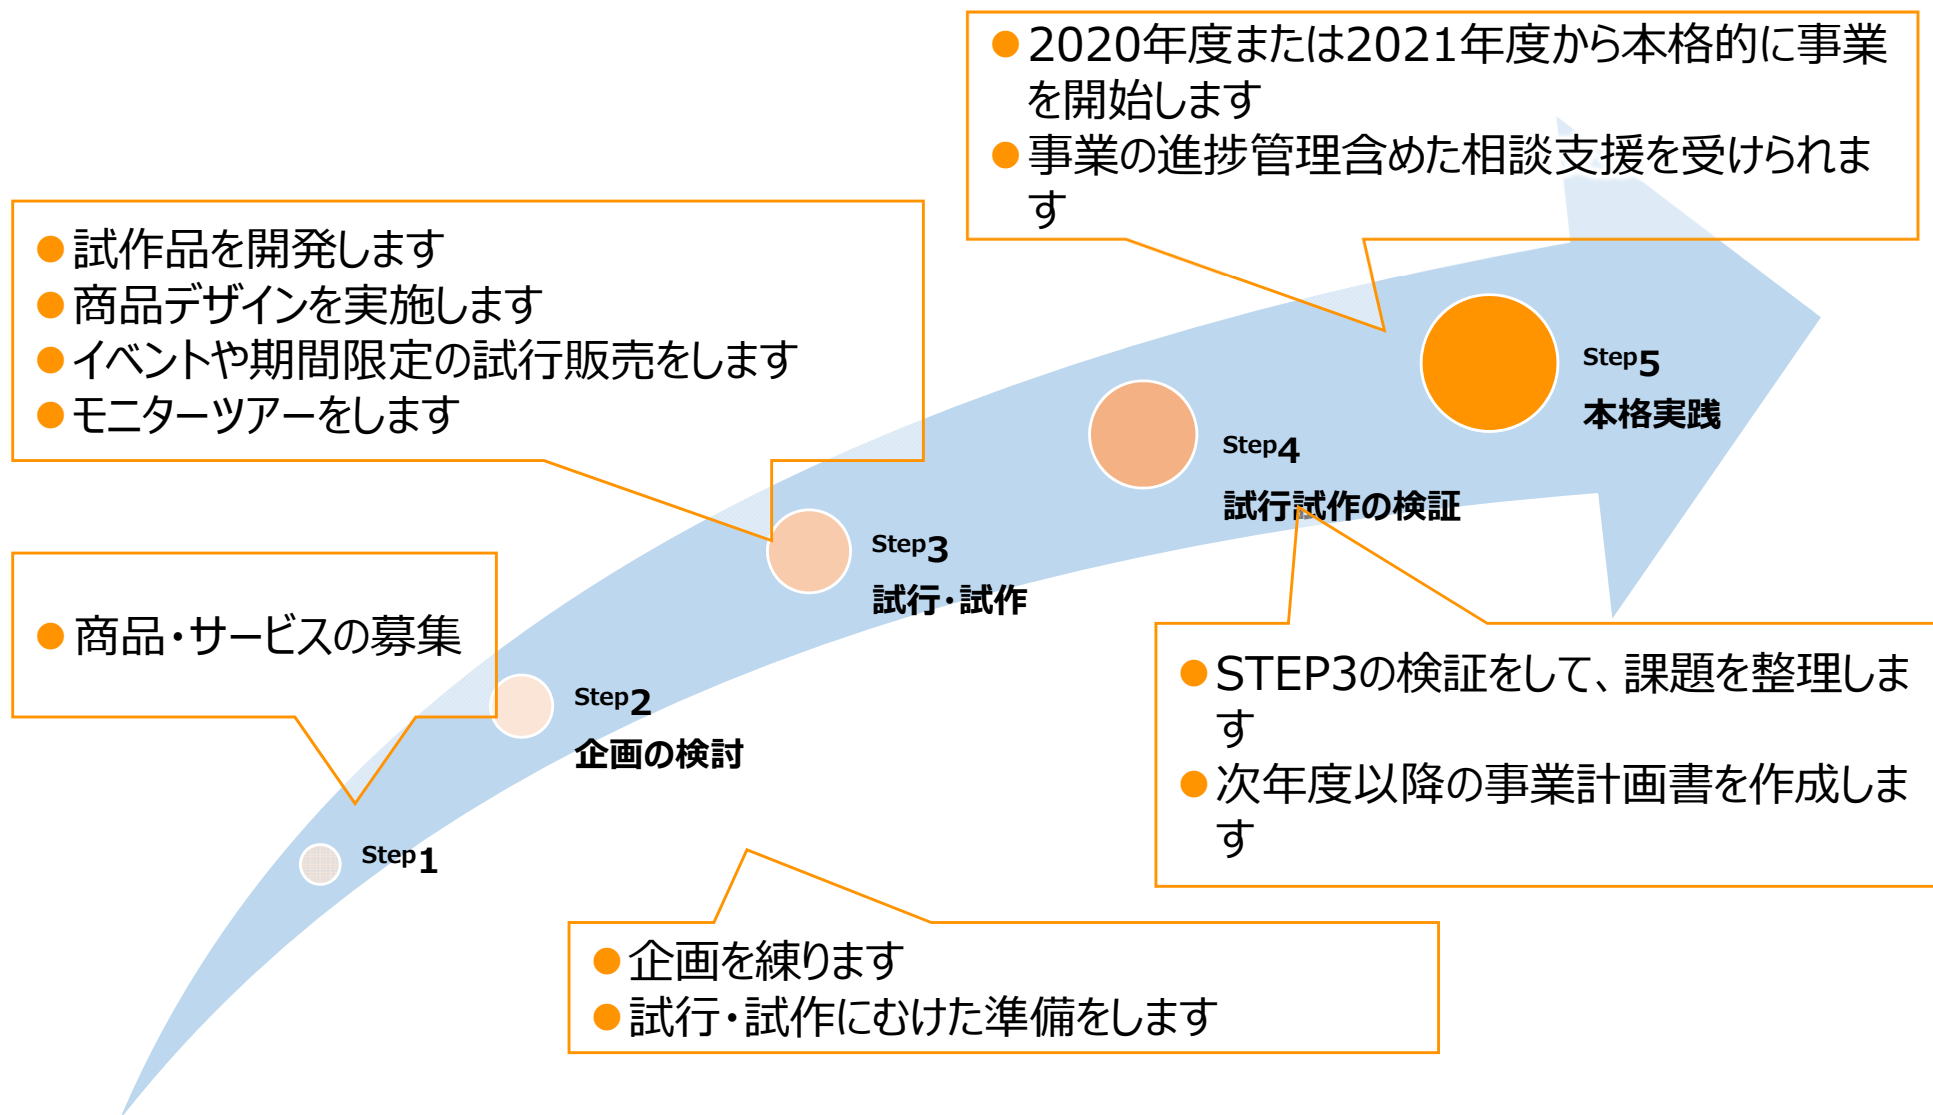 ● 2020年度または2021年度から本格的に事業
を開始します
● 事業の進捗管理含めた相談支援を受けられま
す
● 試作品を開発します
● 商品デザインを実施します
● イベントや期間限定の試行販売をします
● モニターツアーをします
Step5
本格実践
Step4
試行試作の検証
Step3
試行・試作
● 商品・サービスの募集
Step2
企画の検討
● STEP3の検証をして、課題を整理しま
す
● 次年度以降の事業計画書を作成しま
す
Step1
● 企画を練ります
● 試行・試作にむけた準備をします